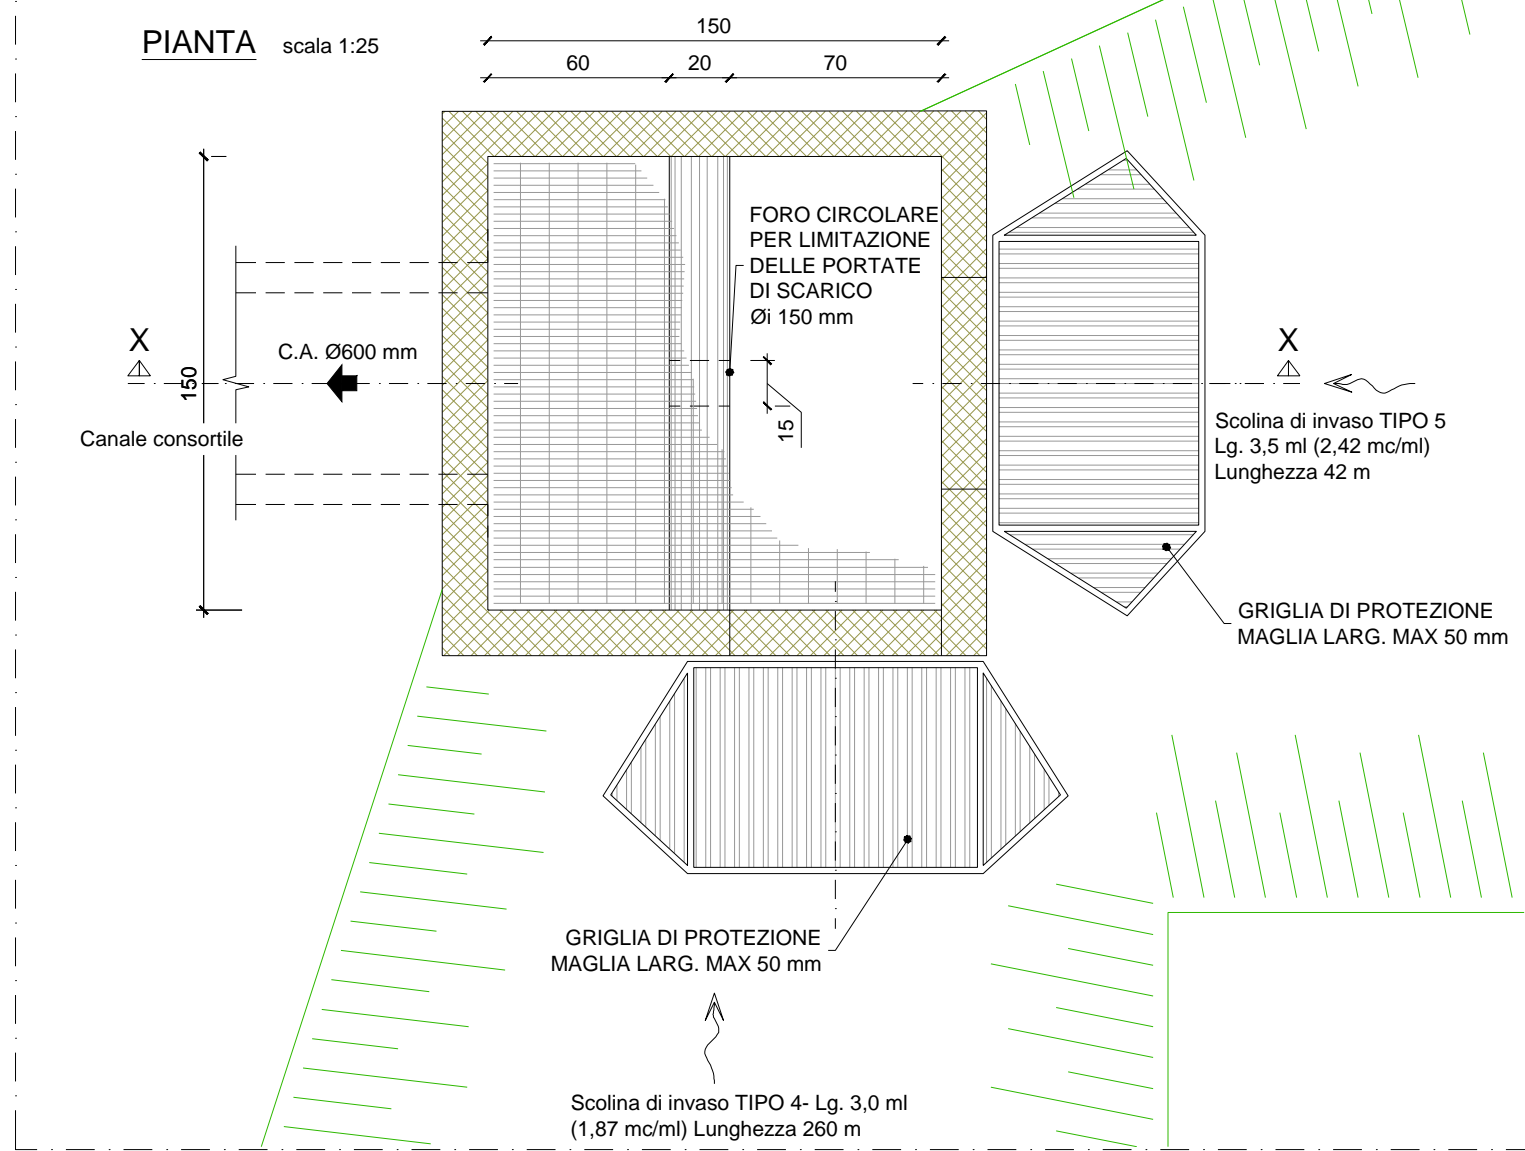 PIANTA scala 1:25
150
60 20 70
FORO CIRCOLARE
PER LIMITAZIONE
DELLE PORTATE
DI SCARICO
Øi 150 mm
X
C.A. Ø600 mm
150
Canale consortile
15
X
Scolina di invaso TIPO 5
Lg. 3,5 ml (2,42 mc/ml)
Lunghezza 42 m
GRIGLIA DI PROTEZIONE
MAGLIA LARG. MAX 50 mm
GRIGLIA DI PROTEZIONE
MAGLIA LARG. MAX 50 mm
Scolina di invaso TIPO 4- Lg. 3,0 ml
(1,87 mc/ml) Lunghezza 260 m